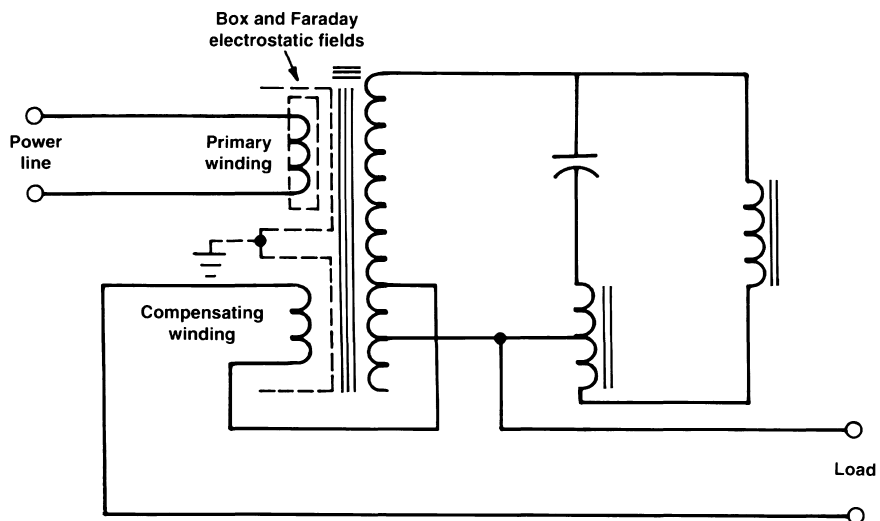 Box and Faraday
electrostatic fields
Power
line
Primary
winding
Compensating
winding
Load